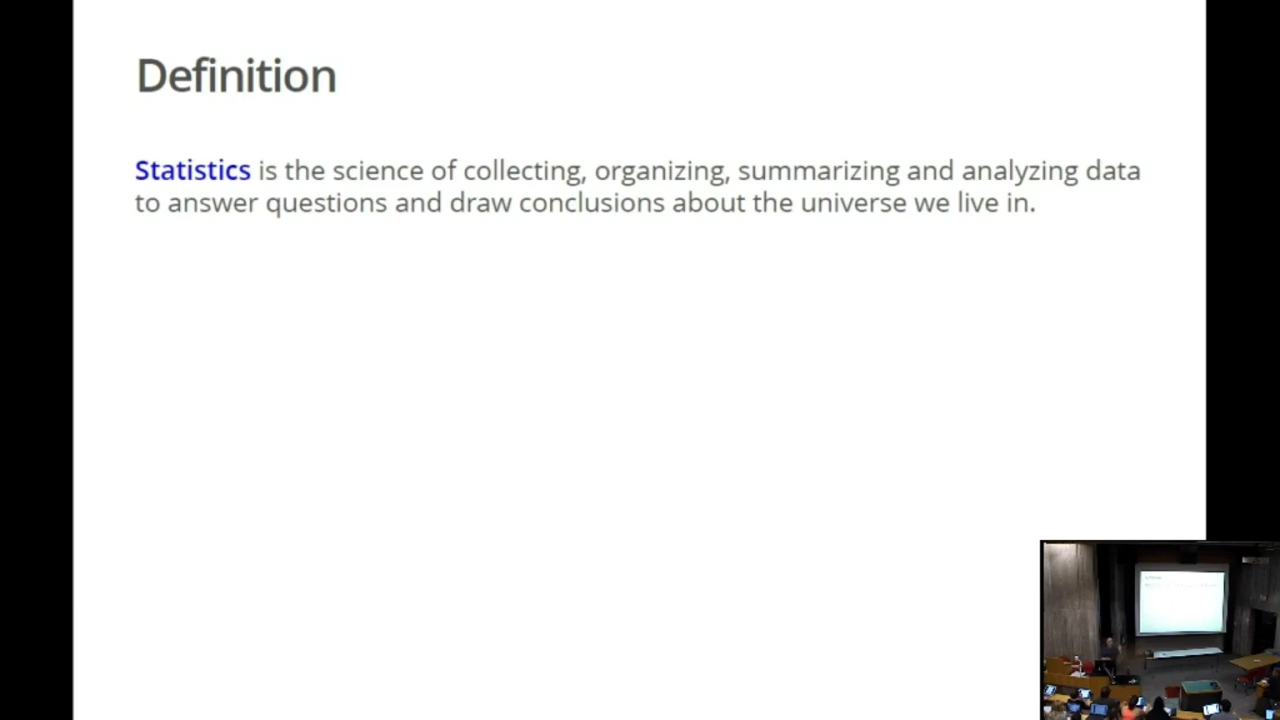 Definition
Statistics is the science of collecting, organizing, summarizing and analyzing data
to answer questions and draw conclusions about the universe we live in.